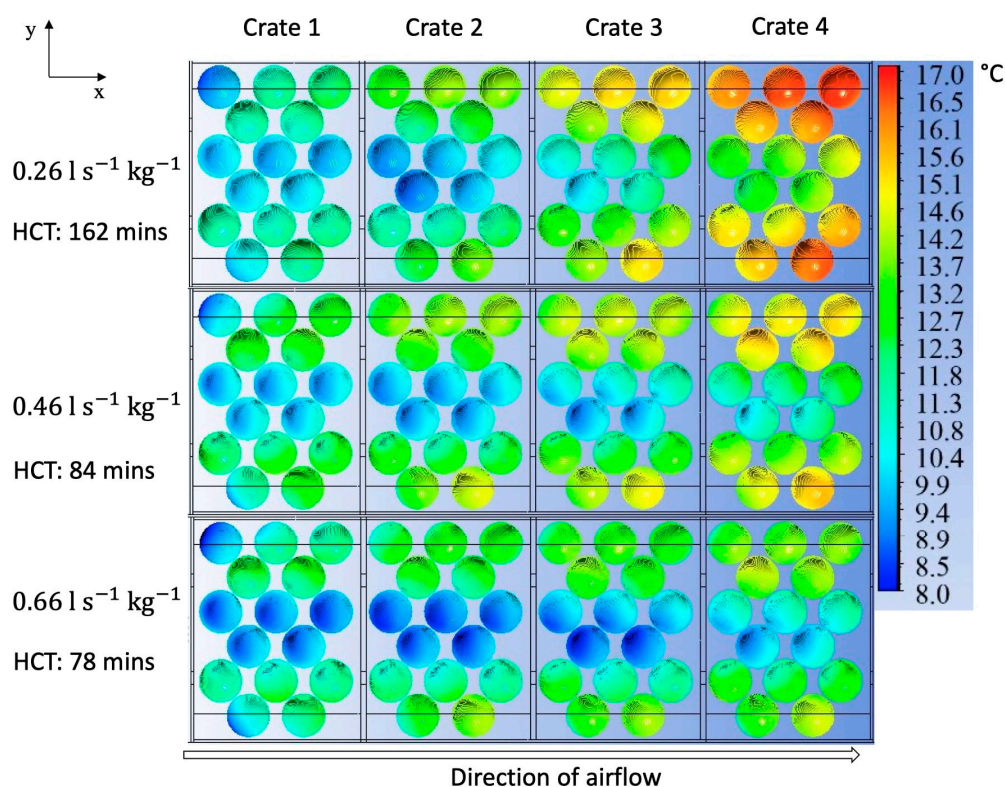 y
x
Crate 1 Crate 2 Crate 3 Crate 4
°C
0.26 l s⁻¹ kg⁻¹
HCT: 162 mins
0.46 l s⁻¹ kg⁻¹
HCT: 84 mins
0.66 l s⁻¹ kg⁻¹
HCT: 78 mins
17.0
16.5
16.1
15.6
15.1
14.6
14.2
13.7
13.2
12.7
12.3
11.8
11.3
10.8
10.4
9.9
9.4
8.9
8.5
8.0
Direction of airflow